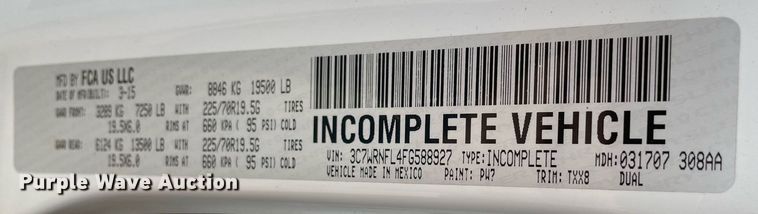 MFD BY FCA US LLC
DATE OF MFD(BUILT): 3-15 GVWR: 8846 KG 19500 LB
GAWR FRONT: 3289 KG 7250 LB WITH 225/70R19.5G TIRES
19.5X6.0 RIMS AT 660 KPA ( 95 PSI) COLD
GAWR REAR: 6124 KG 13500 LB WITH 225/70R19.5G TIRES
19.5X6.0 RIMS AT 660 KPA ( 95 PSI) COLD
INCOMPLETE VEHICLE
VIN: 3C7WRNFL4FG588927 TYPE: INCOMPLETE MDH: 031707 308AA
VEHICLE MADE IN MEXICO PAINT: PW7 TRIM: TXX8 DUAL
Purple Wave Auction